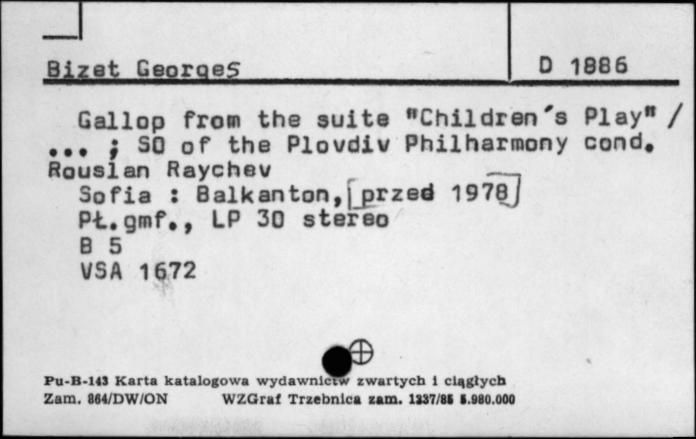 Bizet Georges
D 1886
Gallop from the suite "Children's Play" /
... ; SO of the Plovdiv Philharmony cond.
Rouslan Raychev
Sofia : Balkanton, [przed 1978]
Pł.gmf., LP 30 stereo
B 5
VSA 1672
Pu-B-143 Karta katalogowa wydawnictw zwartych i ciągłych
Zam. 864/DW/ON WZGraf Trzebnica zam. 1337/85 5.980.000